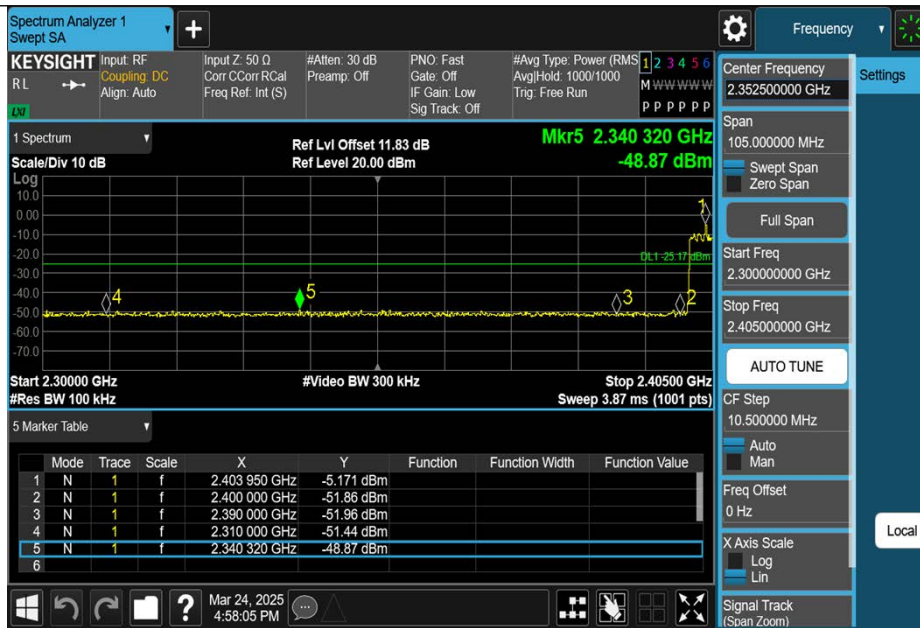 Spectrum Analyzer 1
Swept SA
+
Frequency
KEYSIGHT
RL
LXI
Input: RF
Coupling: DC
Align: Auto
Input Z: 50 Ω
Corr CCorr RCal
Freq Ref: Int (S)
#Atten: 30 dB
Preamp: Off
PNO: Fast
Gate: Off
IF Gain: Low
Sig Track: Off
#Avg Type: Power (RMS
Avg|Hold: 1000/1000
Trig: Free Run
1 2 3 4 5 6
M W W W W W
P P P P P P
1 Spectrum
Scale/Div 10 dB
Ref Lvl Offset 11.83 dB
Ref Level 20.00 dBm
Mkr5 2.340 320 GHz
-48.87 dBm
Log
10.0
0.00
-10.0
-20.0
-30.0
-40.0
-50.0
-60.0
-70.0
1
DL1 -25.17 dBm
4
5
3
2
Start 2.30000 GHz
#Video BW 300 kHz
Stop 2.40500 GHz
#Res BW 100 kHz
Sweep 3.87 ms (1001 pts)
5 Marker Table
Mode Trace Scale X Y Function Function Width Function Value
1 N 1 f 2.403 950 GHz -5.171 dBm
2 N 1 f 2.400 000 GHz -51.86 dBm
3 N 1 f 2.390 000 GHz -51.96 dBm
4 N 1 f 2.310 000 GHz -51.44 dBm
5 N 1 f 2.340 320 GHz -48.87 dBm
6
?
Mar 24, 2025
4:58:05 PM
Center Frequency
2.352500000 GHz
Span
105.000000 MHz
Swept Span
Zero Span
Full Span
Start Freq
2.300000000 GHz
Stop Freq
2.405000000 GHz
AUTO TUNE
CF Step
10.500000 MHz
Auto
Man
Freq Offset
0 Hz
X Axis Scale
Log
Lin
Signal Track
(Span Zoom)
Settings
Local